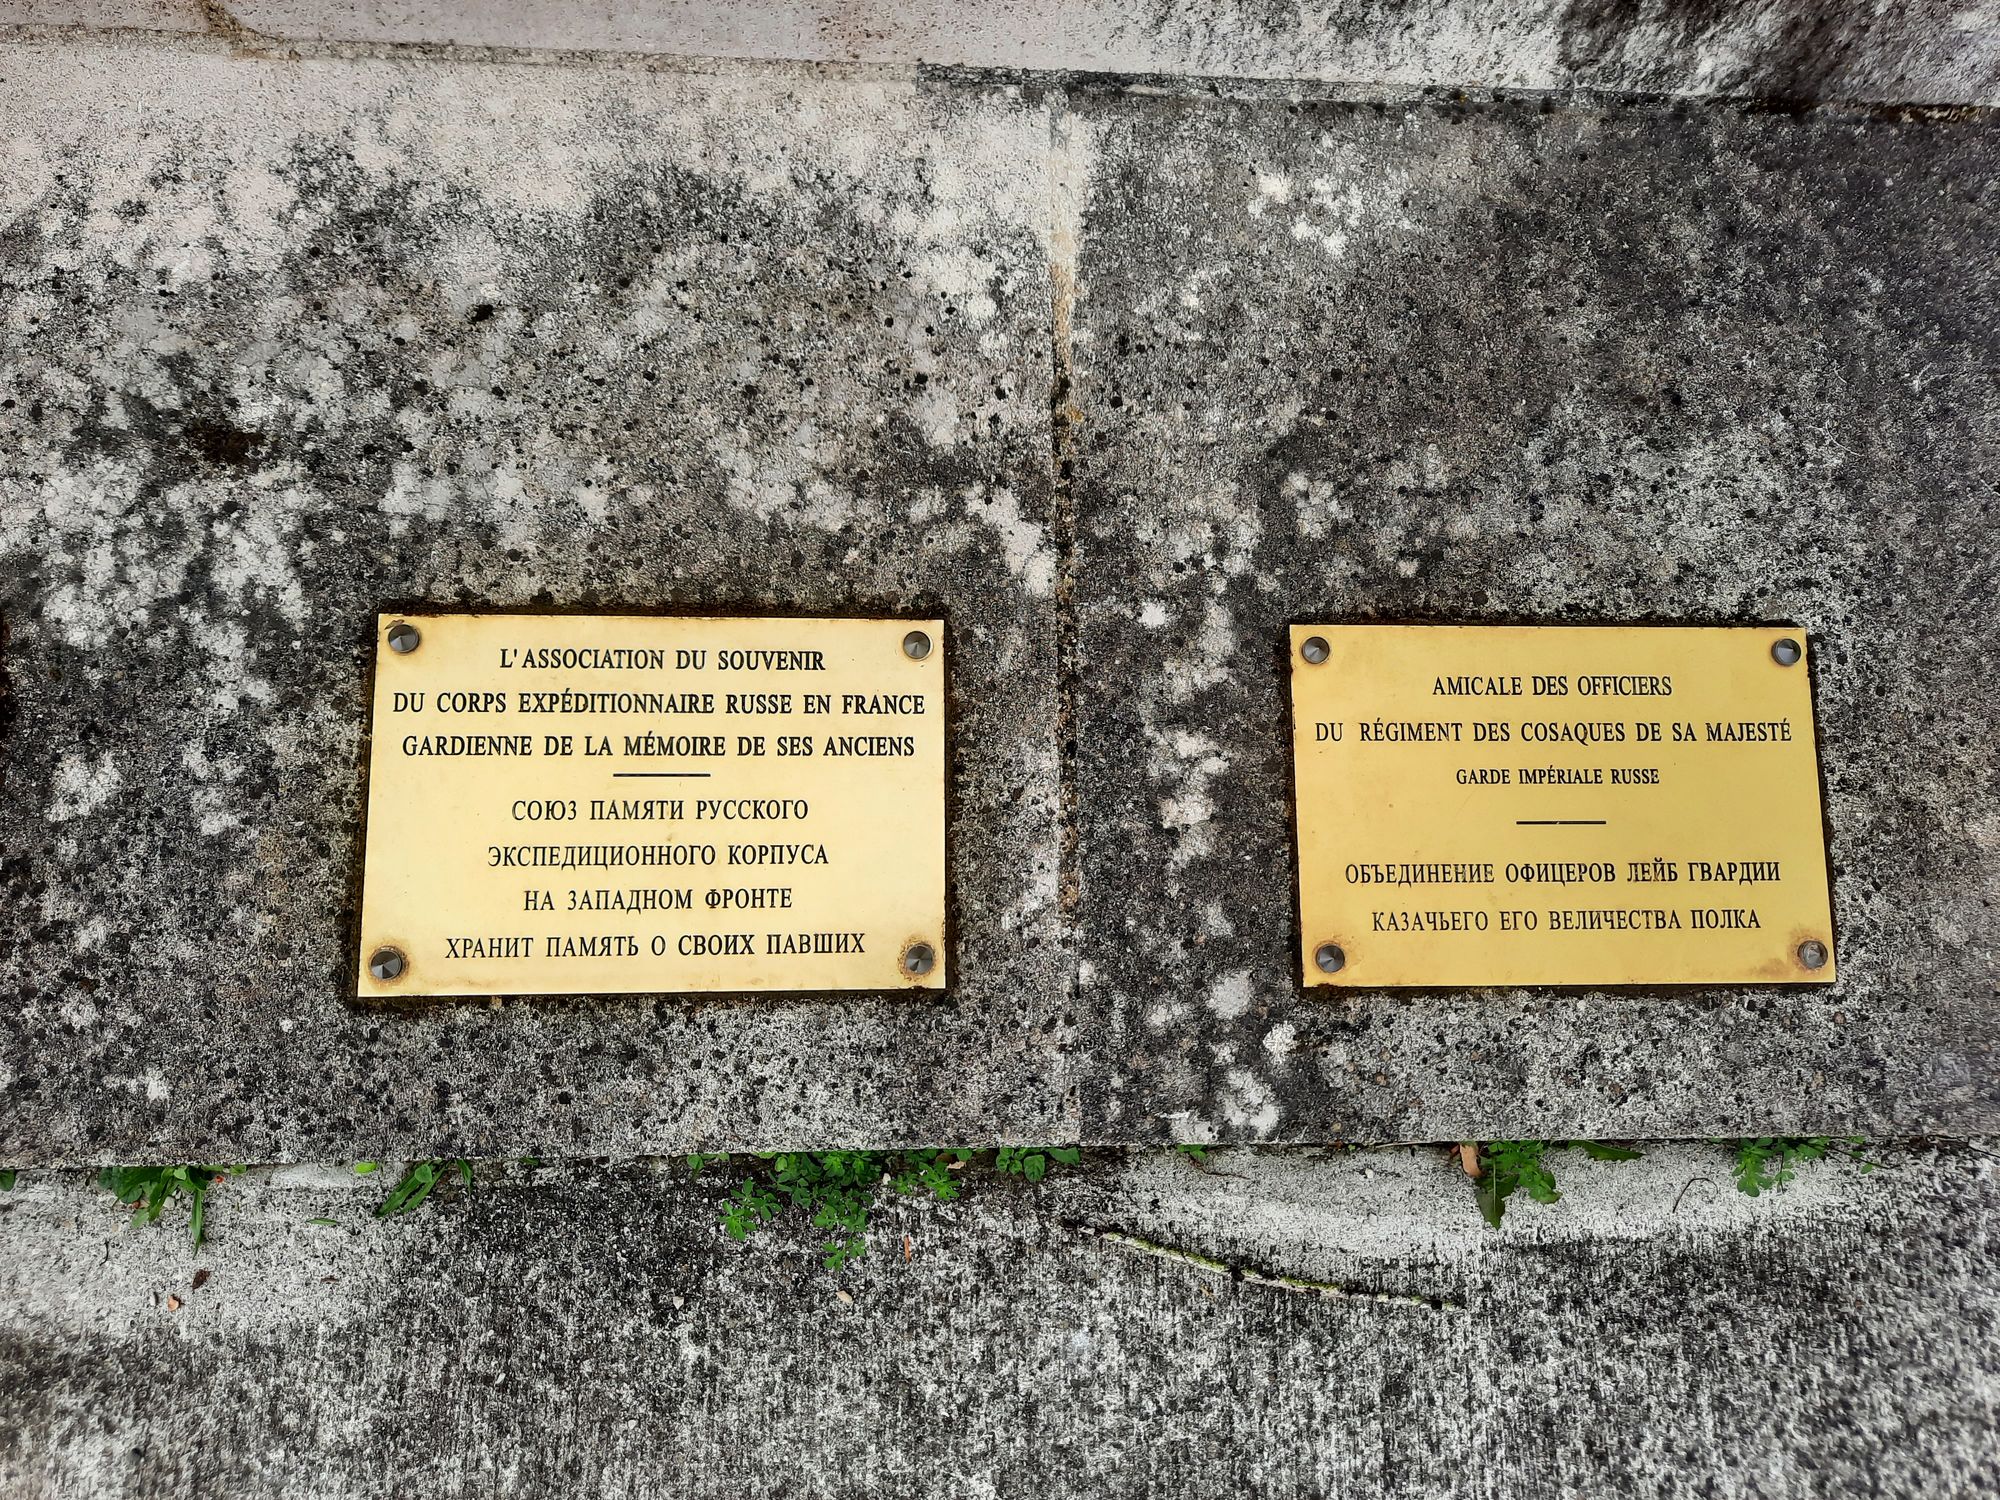 L'ASSOCIATION DU SOUVENIR
DU CORPS EXPÉDITIONNAIRE RUSSE EN FRANCE
GARDIENNE DE LA MÉMOIRE DE SES ANCIENS
СОЮЗ ПАМЯТИ РУССКОГО
ЭКСПЕДИЦИОННОГО КОРПУСА
НА ЗАПАДНОМ ФРОНТЕ
ХРАНИТ ПАМЯТЬ О СВОИХ ПАВШИХ
AMICALE DES OFFICIERS
DU RÉGIMENT DES COSAQUES DE SA MAJESTÉ
GARDE IMPÉRIALE RUSSE
ОБЪЕДИНЕНИЕ ОФИЦЕРОВ ЛЕЙБ ГВАРДИИ
КАЗАЧЬЕГО ЕГО ВЕЛИЧЕСТВА ПОЛКА